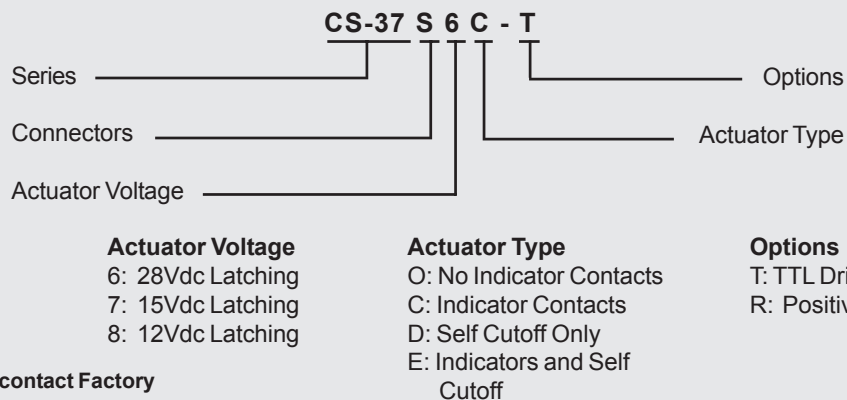 CS-37 S 6 C - T
Series
Options
Connectors
Actuator Type
Actuator Voltage
Actuator Voltage
6: 28Vdc Latching
7: 15Vdc Latching
8: 12Vdc Latching
Actuator Type
O: No Indicator Contacts
C: Indicator Contacts
D: Self Cutoff Only
E: Indicators and Self
Cutoff
Options
T: TTL
R:
contact Factory